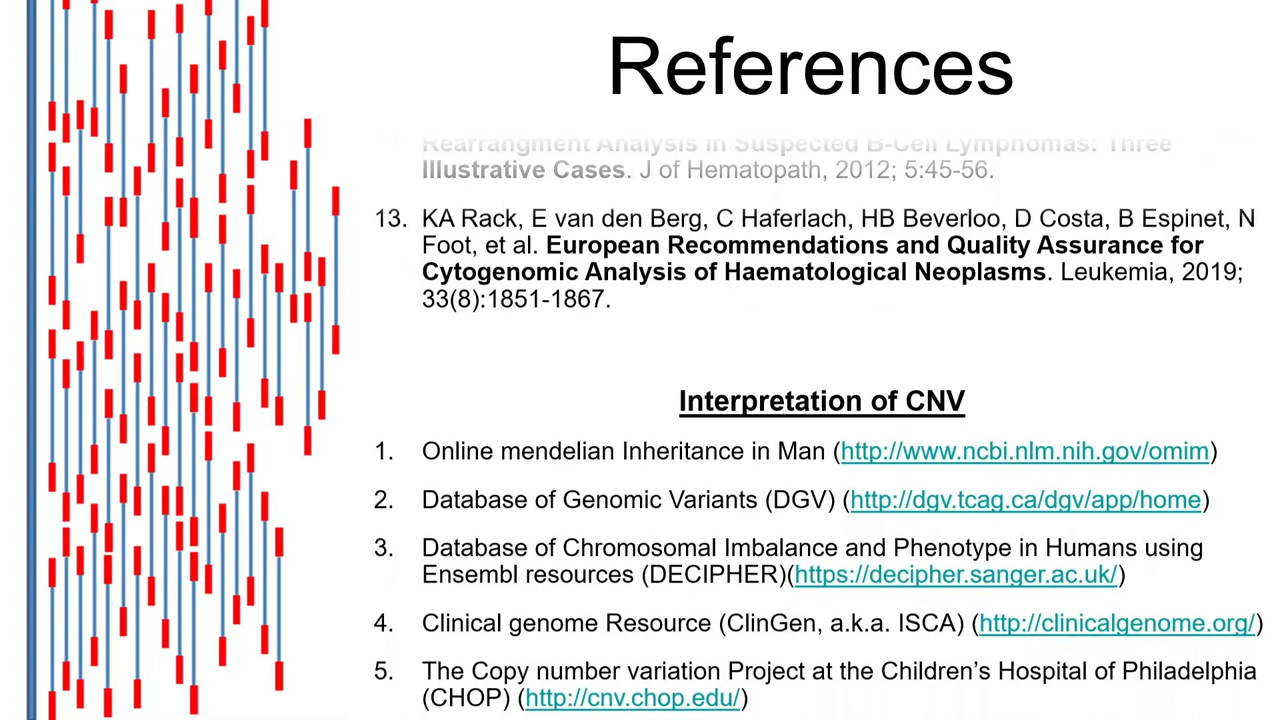 References
Rearrangment Analysis in Suspected B-Cell Lymphomas: Three
Illustrative Cases. J of Hematopath, 2012; 5:45-56.
13. KA Rack, E van den Berg, C Haferlach, HB Beverloo, D Costa, B Espinet, N
Foot, et al. European Recommendations and Quality Assurance for
Cytogenomic Analysis of Haematological Neoplasms. Leukemia, 2019;
33(8):1851-1867.
Interpretation of CNV
1. Online mendelian Inheritance in Man (http://www.ncbi.nlm.nih.gov/omim)
2. Database of Genomic Variants (DGV) (http://dgv.tcag.ca/dgv/app/home)
3. Database of Chromosomal Imbalance and Phenotype in Humans using
Ensembl resources (DECIPHER)(https://decipher.sanger.ac.uk/)
4. Clinical genome Resource (ClinGen, a.k.a. ISCA) (http://clinicalgenome.org/)
5. The Copy number variation Project at the Children’s Hospital of Philadelphia
(CHOP) (http://cnv.chop.edu/)